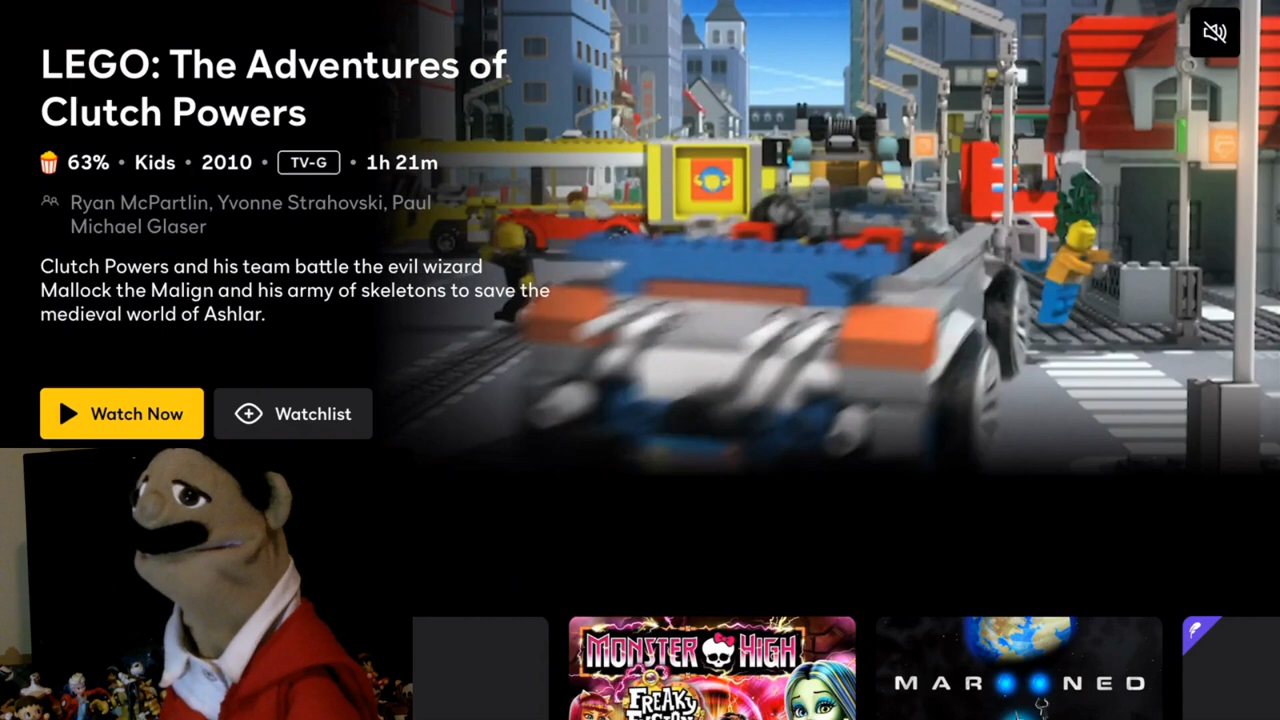 LEGO: The Adventures of
Clutch Powers
63% • Kids • 2010 • TV-G • 1h 21m
Ryan McPartlin, Yvonne Strahovski, Paul
Michael Glaser
Clutch Powers and his team battle the evil wizard
Mallock the Malign and his army of skeletons to save the
medieval world of Ashlar.
Watch Now
Watchlist
MONSTER HIGH
FREAKY
FUSION
MAROONED